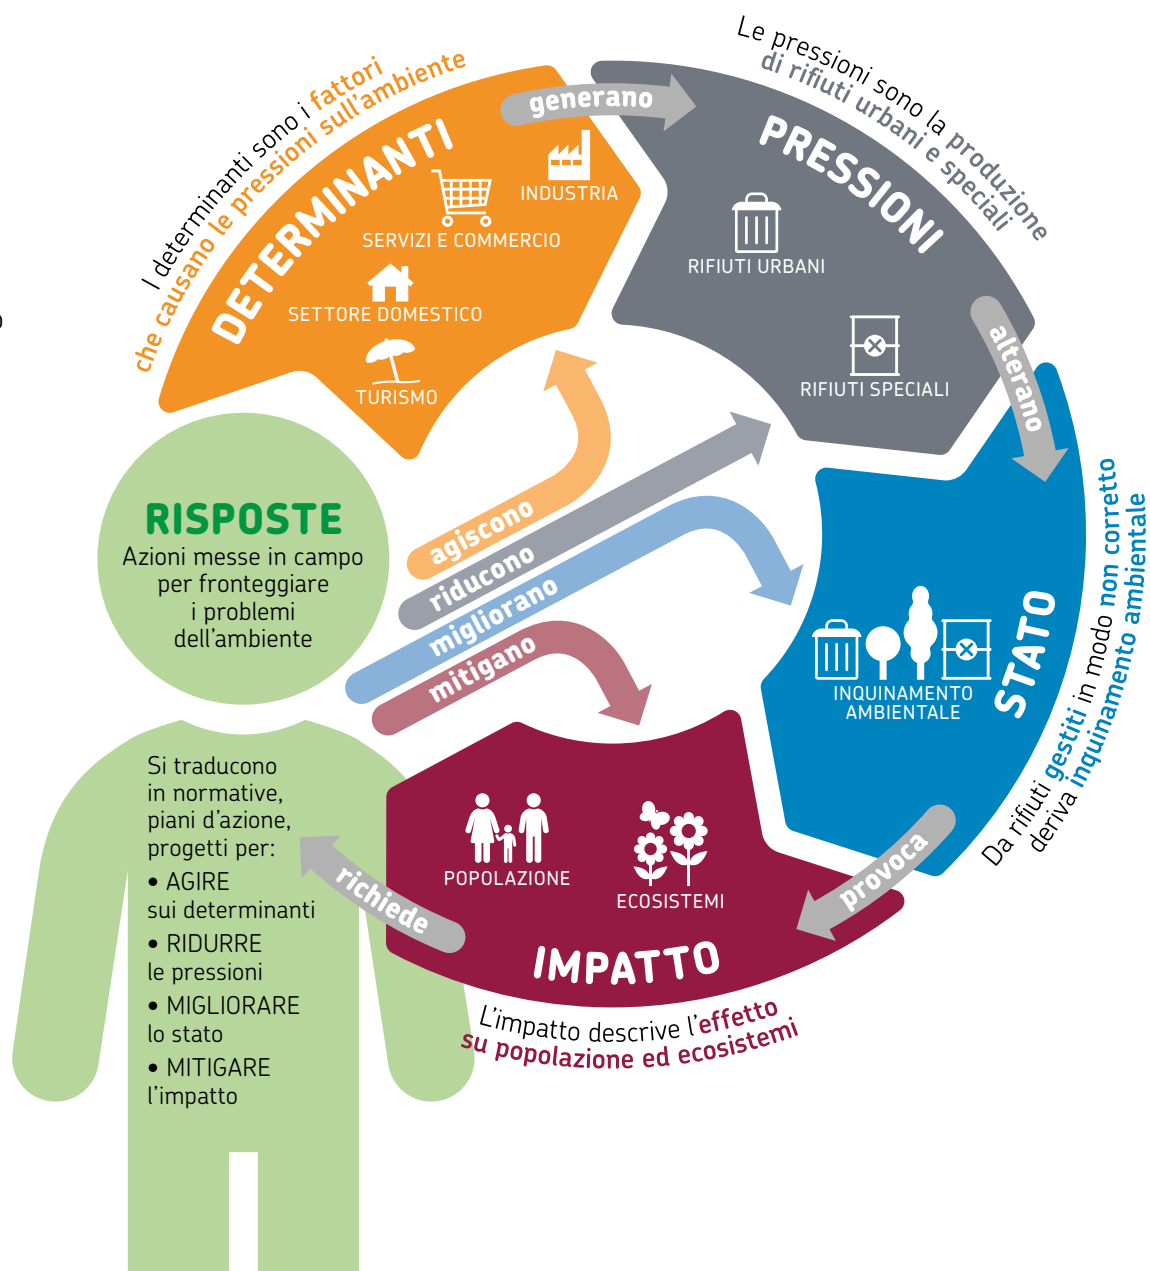 I determinanti sono i fattori
che causano le pressioni sull'ambiente
DETERMINANTI
INDUSTRIA
SERVIZI E COMMERCIO
SETTORE DOMESTICO
TURISMO
generano
Le pressioni sono la produzione
di rifiuti urbani e speciali
PRESSIONI
RIFIUTI URBANI
RIFIUTI SPECIALI
alterano
STATO
INQUINAMENTO
AMBIENTALE
Da rifiuti gestiti in modo non corretto
deriva inquinamento ambientale
provoca
POPOLAZIONE
ECOSISTEMI
IMPATTO
L'impatto descrive l'effetto
su popolazione ed ecosistemi
richiede
RISPOSTE
Azioni messe in campo
per fronteggiare
i problemi
dell'ambiente
agiscono
riducono
migliorano
mitigano
Si traducono
in normative,
piani d'azione,
progetti per:
• AGIRE
sui determinanti
• RIDURRE
le pressioni
• MIGLIORARE
lo stato
• MITIGARE
l'impatto